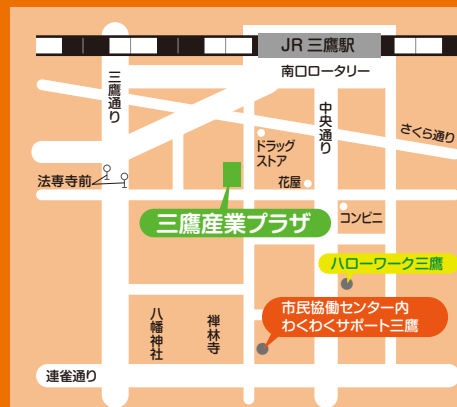 JR 三鷹駅
南口ロータリー
三鷹通り
中央通り
さくら通り
ドラッグ
ストア
法専寺前
花屋
三鷹産業プラザ
コンビニ
ハローワーク三鷹
市民協働センター内
わくわくサポート三鷹
八幡神社
禅林寺
連雀通り